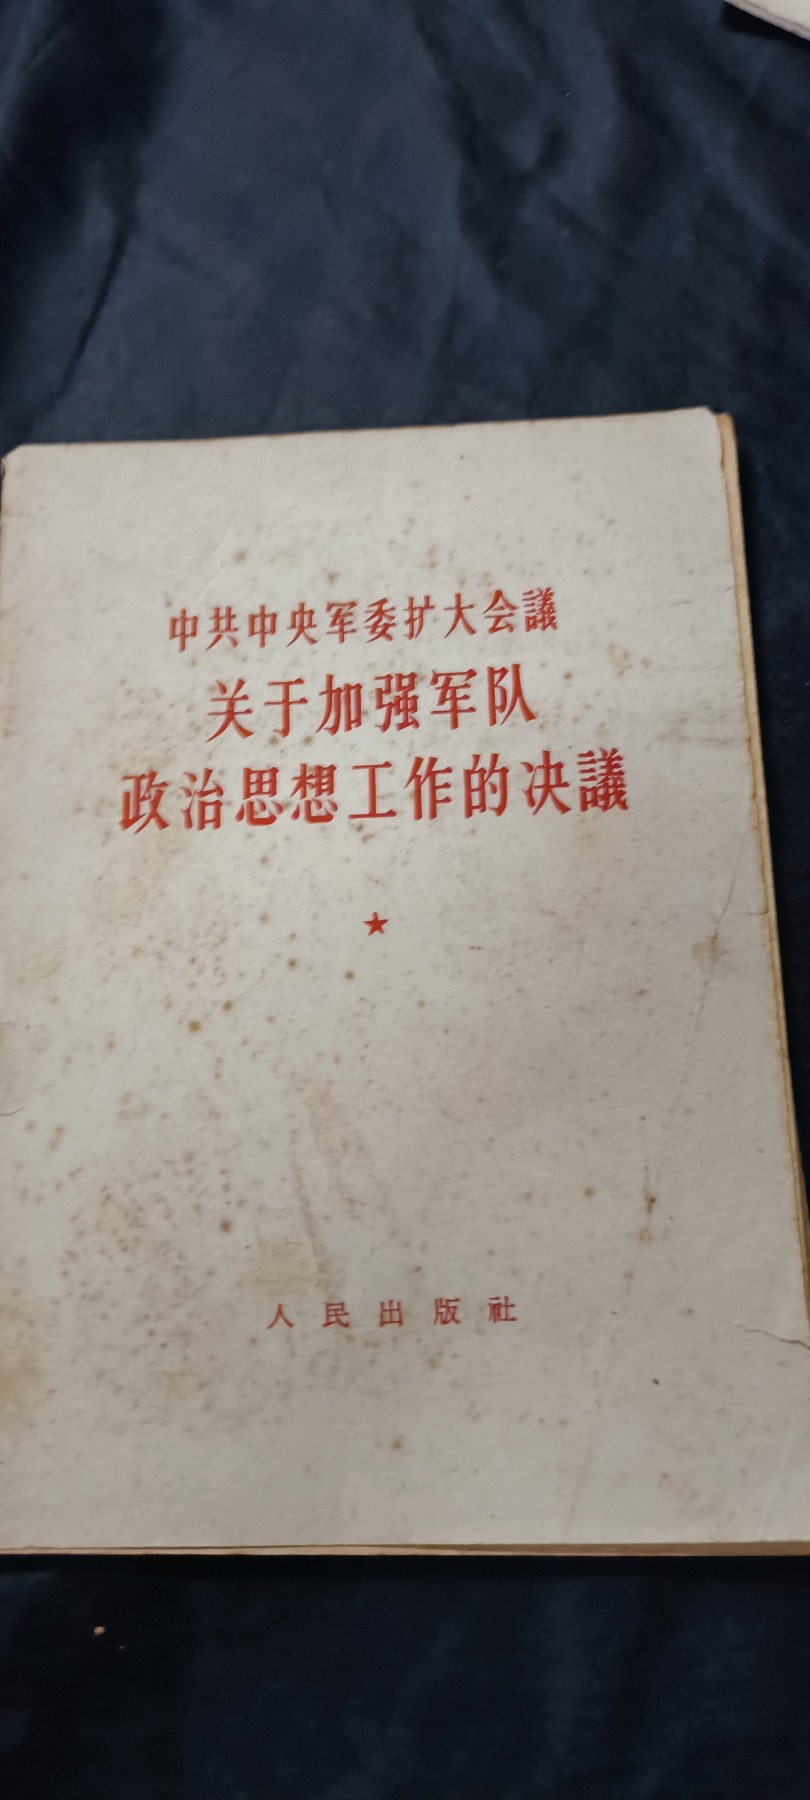 中共中央军委扩大会議
关于加强军队
政治思想工作的决議
★
人民出版社